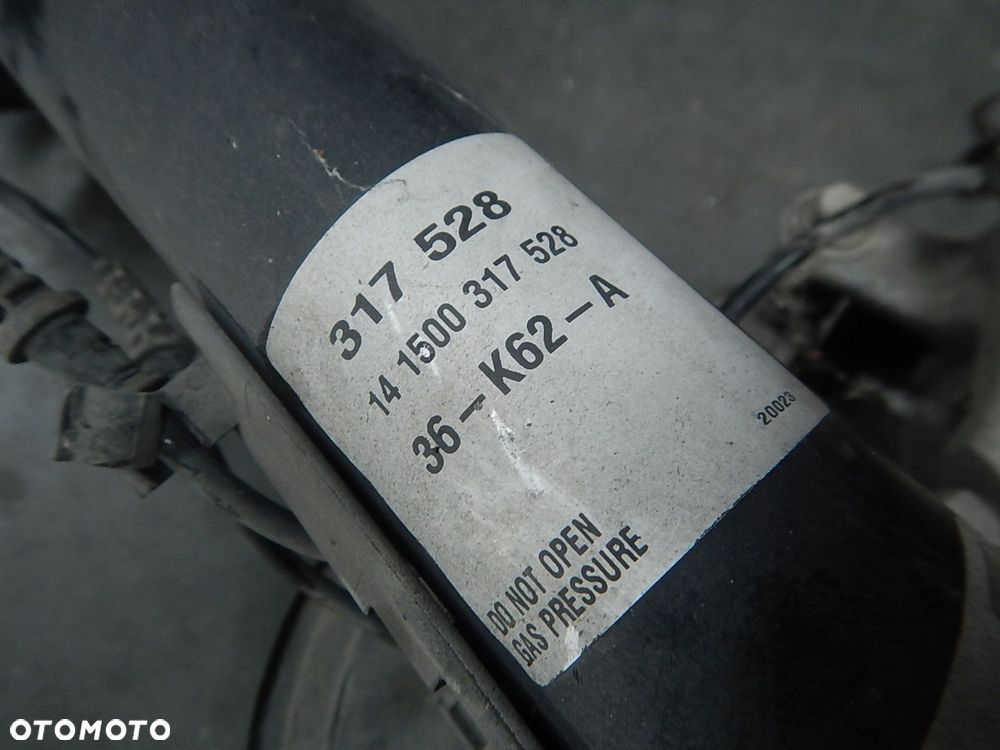 317 528
14 1500 317 528
36-K62-A
20023
DO NOT OPEN
GAS PRESSURE
OTOMOTO